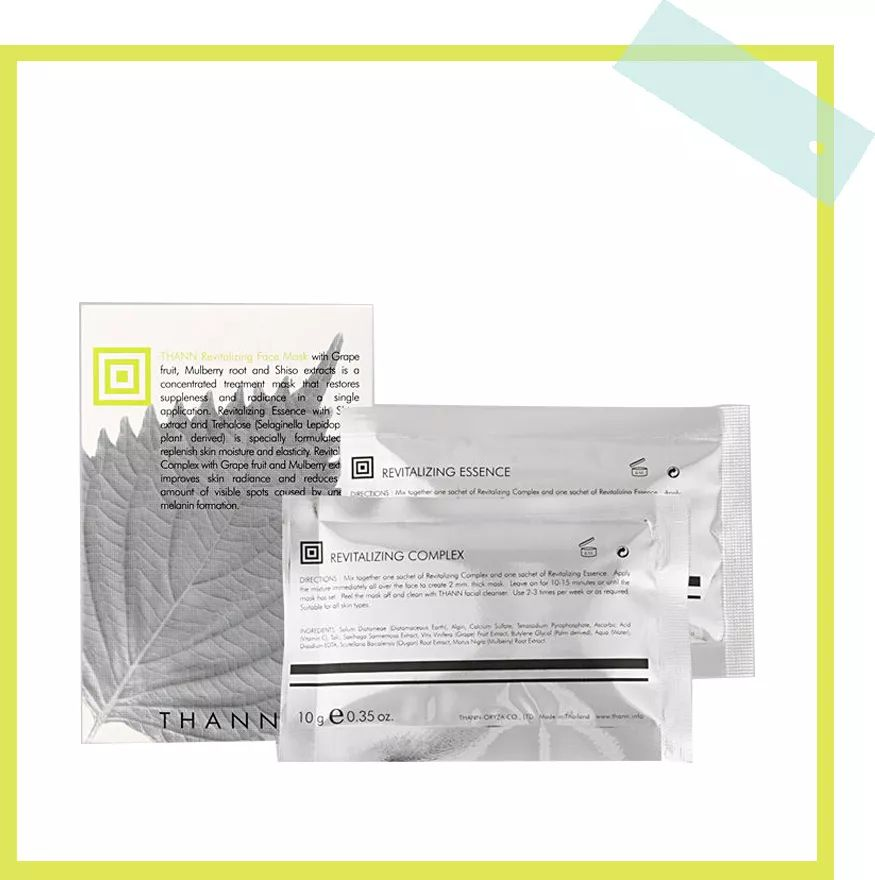 THANN Revitalizing Face Mask with Grape
fruit, Mulberry root and Shiso extracts is a
concentrated treatment mask that restores
suppleness and radiance in a single
application. Revitalizing Essence with
extract and Trehalose (Selaginella Lepidop
plant derived) is specially formulated
replenish skin moisture and elasticity. Revital
Complex with Grape fruit and Mulberry ext
improves skin radiance and reduces
amount of visible spots caused by une
melanin formation.
THANN
REVITALIZING ESSENCE
DIRECTIONS : Mix together one sachet of Revitalizing Complex and one sachet of Revitalizing Essence. Apply
REVITALIZING COMPLEX
DIRECTIONS : Mix together one sachet of Revitalizing Complex and one sachet of Revitalizing Essence. Apply
the mixture immediately all over the face to create 2 mm. thick mask. Leave on for 10-15 minutes or until the
mask has set. Peel the mask off and clean with THANN facial cleanser. Use 2-3 times per week or as required.
Suitable for all skin types.
INGREDIENTS: Solum Diatomeae (Diatomaceous Earth), Algin, Calcium Sulfate, Tetrasodium Pyrophosphate, Ascorbic Acid
(Vitamin C), Talc, Saxifraga Sarmentosa Extract, Vitis Vinifera (Grape) Fruit Extract, Butylene Glycol (Palm derived), Aqua (Water),
Disodium EDTA, Scutellaria Baicalensis (Ougon) Root Extract, Morus Nigra (Mulberry) Root Extract.
10 g e 0.35 oz.
THANN-ORYZA CO., LTD. Made in Thailand www.thann.info